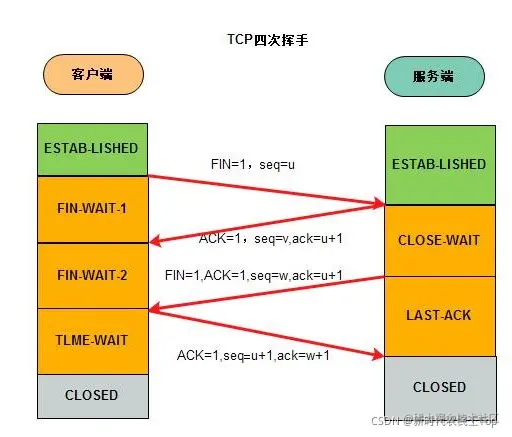 TCP四次挥手
客户端
服务端
ESTAB-LISHED
ESTAB-LISHED
FIN=1，seq=u
FIN-WAIT-1
ACK=1，seq=v,ack=u+1
CLOSE-WAIT
FIN=1,ACK=1,seq=w,ack=u+1
FIN-WAIT-2
LAST-ACK
TLME-WAIT
ACK=1,seq=u+1,ack=w+1
CLOSED
CLOSED
CSDN